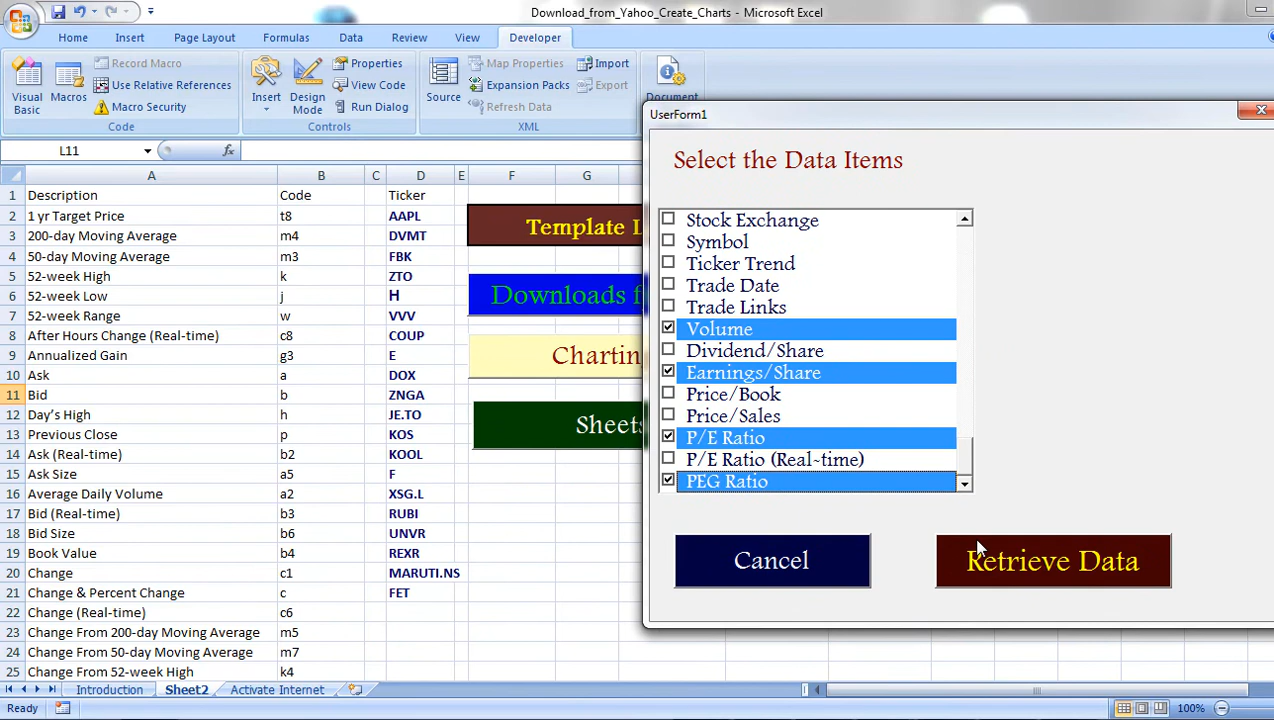 Download_from_Yahoo_Create_Charts - Microsoft Excel
Home Insert Page Layout Formulas Data Review View Developer
Visual Basic
Macros
Record Macro
Use Relative References
Macro Security
Code
Insert
Design Mode
Properties
View Code
Run Dialog
Controls
Source
Map Properties
Expansion Packs
Refresh Data
Import
Export
XML
Document
L11
fx
A B C D E F G
1 Description Code Ticker
2 1 yr Target Price t8 AAPL
3 200-day Moving Average m4 DVMT
4 50-day Moving Average m3 FBK
5 52-week High k ZTO
6 52-week Low j H
7 52-week Range w VVV
8 After Hours Change (Real-time) c8 COUP
9 Annualized Gain g3 E
10 Ask a DOX
11 Bid b ZNGA
12 Day's High h JE.TO
13 Previous Close p KOS
14 Ask (Real-time) b2 KOOL
15 Ask Size a5 F
16 Average Daily Volume a2 XSG.L
17 Bid (Real-time) b3 RUBI
18 Bid Size b6 UNVR
19 Book Value b4 REXR
20 Change c1 MARUTI.NS
21 Change & Percent Change c FET
22 Change (Real-time) c6
23 Change From 200-day Moving Average m5
24 Change From 50-day Moving Average m7
25 Change From 52-week High k4
Template
Downloads
Charting
Sheets
UserForm1
Select the Data Items
Stock Exchange
Symbol
Ticker Trend
Trade Date
Trade Links
Volume
Dividend/Share
Earnings/Share
Price/Book
Price/Sales
P/E Ratio
P/E Ratio (Real-time)
PEG Ratio
Cancel
Retrieve Data
Introduction Sheet2 Activate Internet
Ready
100%